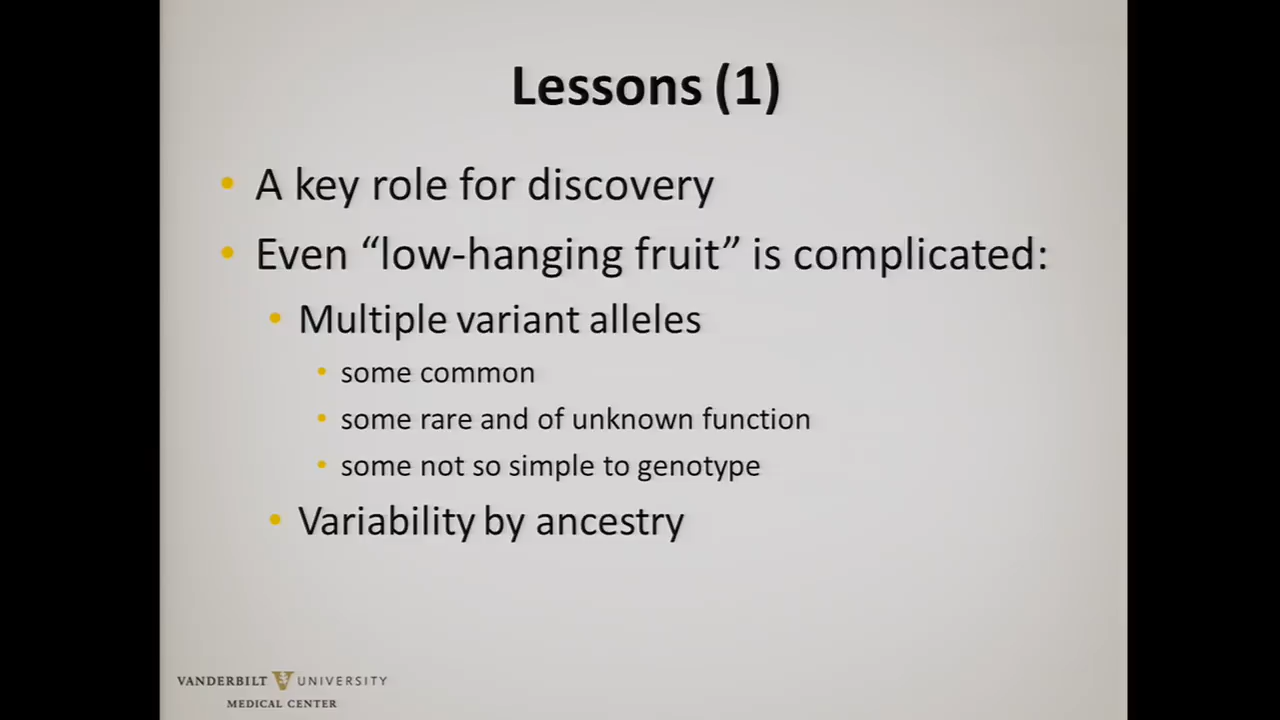 Lessons (1)
• A key role for discovery
• Even “low-hanging fruit” is complicated:
• Multiple variant alleles
• some common
• some rare and of unknown function
• some not so simple to genotype
• Variability by ancestry
VANDERBILT V UNIVERSITY
MEDICAL CENTER